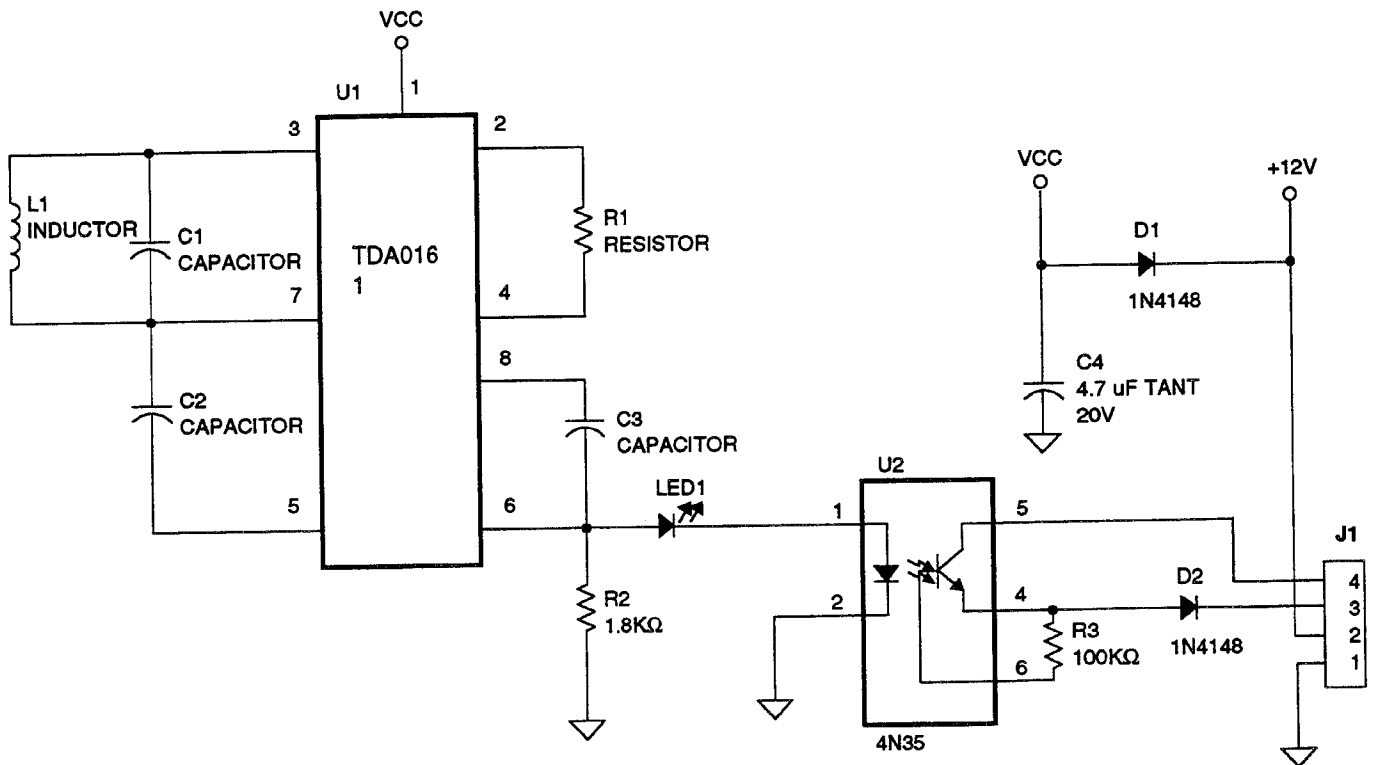 VCC
1
U1
3
2
L1
INDUCTOR
C1
CAPACITOR
TDA016
1
R1
RESISTOR
7
4
8
C2
CAPACITOR
C3
CAPACITOR
5
6
LED1
R2
1.8KΩ
VCC
+12V
D1
1N4148
C4
4.7 uF TANT
20V
U2
1
2
5
4
6
4N35
R3
100KΩ
D2
1N4148
J1
4
3
2
1